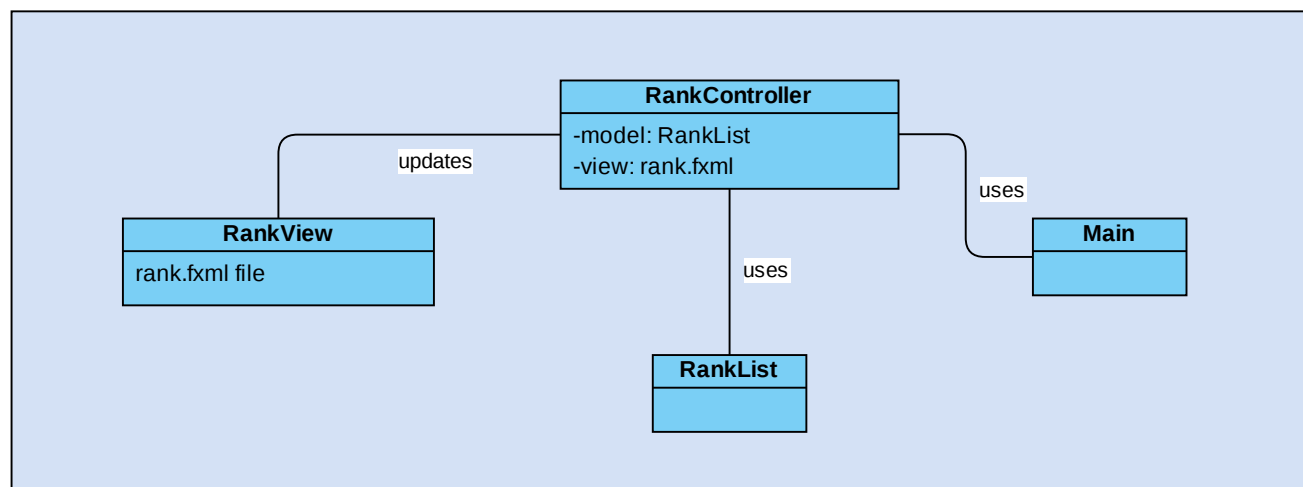 RankController
-model: RankList
-view: rank.fxml
updates
uses
RankView
rank.fxml file
Main
uses
RankList